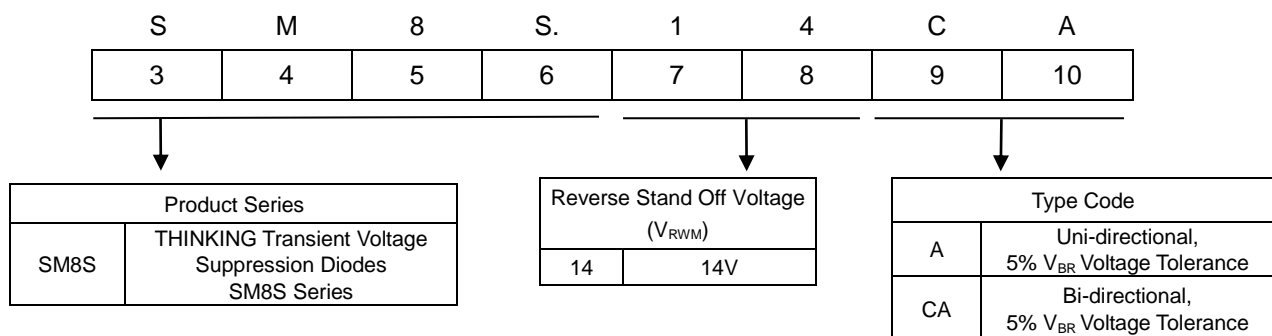 S M 8 S. 1 4 C A
3 4 5 6 7 8 9 10
Product Series
SM8S
THINKING Transient Voltage
Suppression Diodes
SM8S Series
Reverse Stand Off Voltage
(VRWM)
14 14V
Type Code
A
Uni-directional,
5% VBR Voltage Tolerance
CA
Bi-directional,
5% VBR Voltage Tolerance